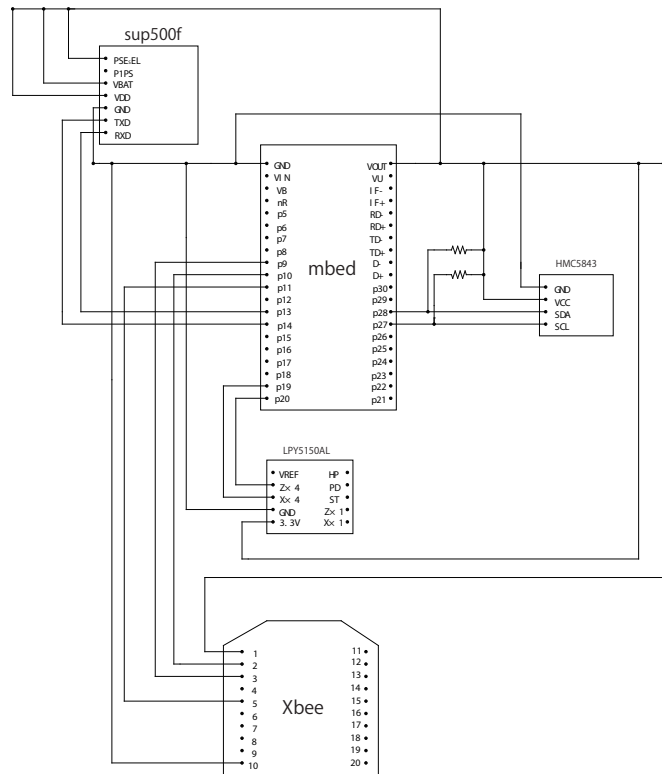 sup500f
PSE:EL
P1PS
VBAT
VDD
GND
TXD
RXD
mbed
GND
VIN
VB
nR
p5
p6
p7
p8
p9
p10
p11
p12
p13
p14
p15
p16
p17
p18
p19
p20
VOUT
VU
IF-
IF+
RD-
RD+
TD-
TD+
D-
D+
p30
p29
p28
p27
p26
p25
p24
p23
p22
p21
HMC5843
GND
VCC
SDA
SCL
LPY5150AL
VREF
Z× 4
X× 4
GND
3.3V
HP
PD
ST
Z× 1
X× 1
Xbee
1
2
3
4
5
6
7
8
9
10
11
12
13
14
15
16
17
18
19
20